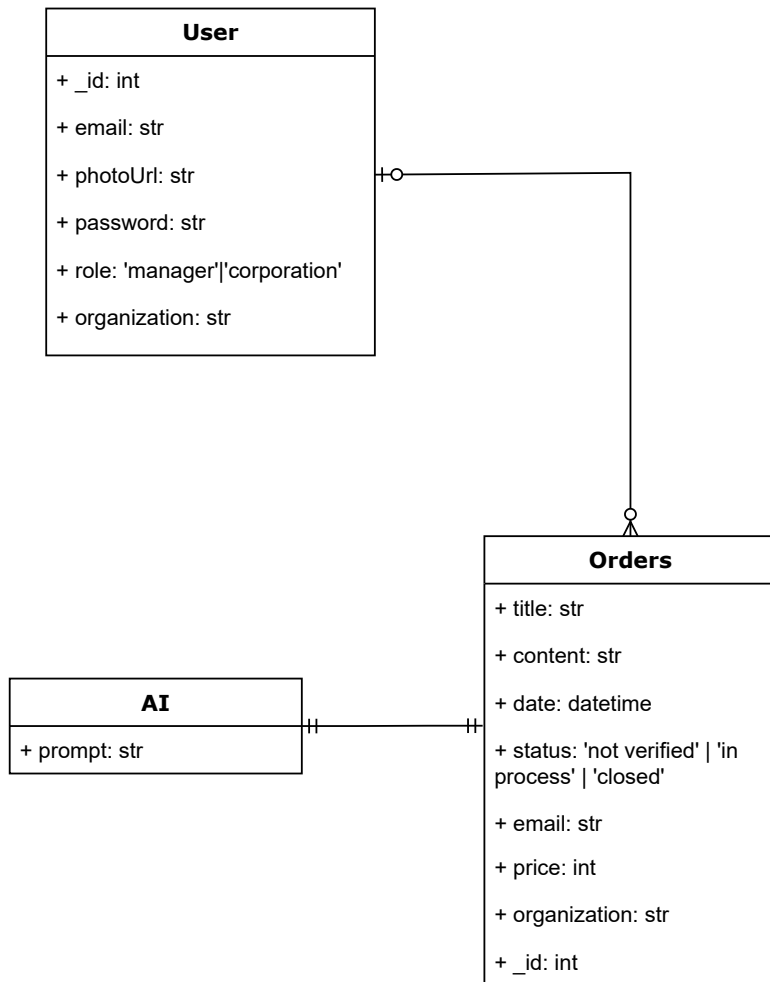 User
+ _id: int
+ email: str
+ photoUrl: str
+ password: str
+ role: 'manager'|'corporation'
+ organization: str
Orders
+ title: str
+ content: str
+ date: datetime
+ status: 'not verified' | 'in
process' | 'closed'
+ email: str
+ price: int
+ organization: str
+ _id: int
AI
+ prompt: str